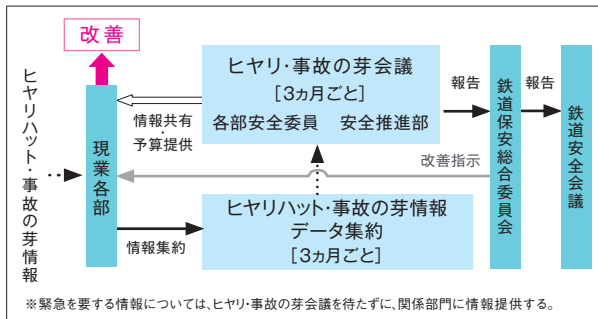 改善
ヒヤリハット・事故の芽情報
現業各部
情報共有
・
予算提供
ヒヤリ・事故の芽会議
[3ヵ月ごと]
各部安全委員　安全推進部
報告
鉄道保安総合委員会
報告
鉄道安全会議
改善指示
情報集約
ヒヤリハット・事故の芽情報
データ集約
[3ヵ月ごと]
※緊急を要する情報については、ヒヤリ・事故の芽会議を待たずに、関係部門に情報提供する。